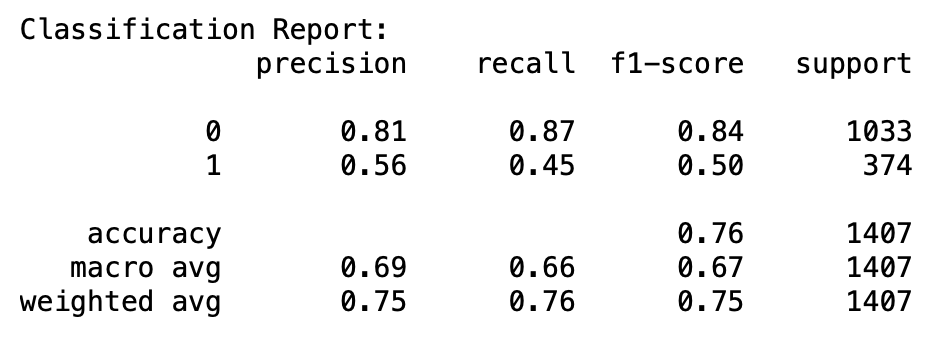 Classification Report:
precision recall f1-score support
0 0.81 0.87 0.84 1033
1 0.56 0.45 0.50 374
accuracy 0.76 1407
macro avg 0.69 0.66 0.67 1407
weighted avg 0.75 0.76 0.75 1407